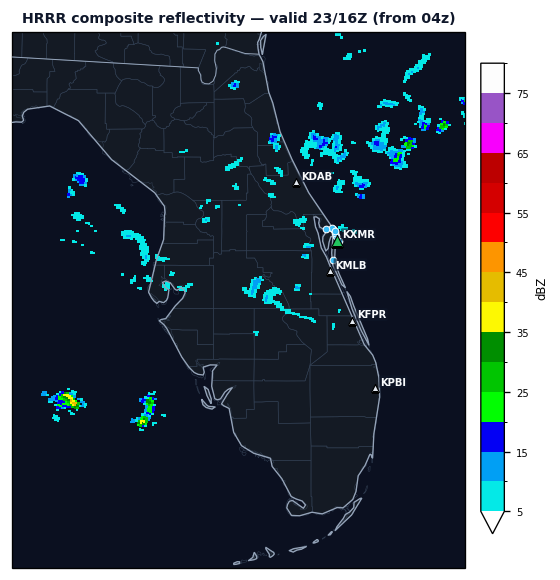 HRRR composite reflectivity — valid 23/16Z (from 04z)
KDAB
KXMR
KMLB
KFPR
KPBI
75
65
55
45
35
25
15
5
dBZ